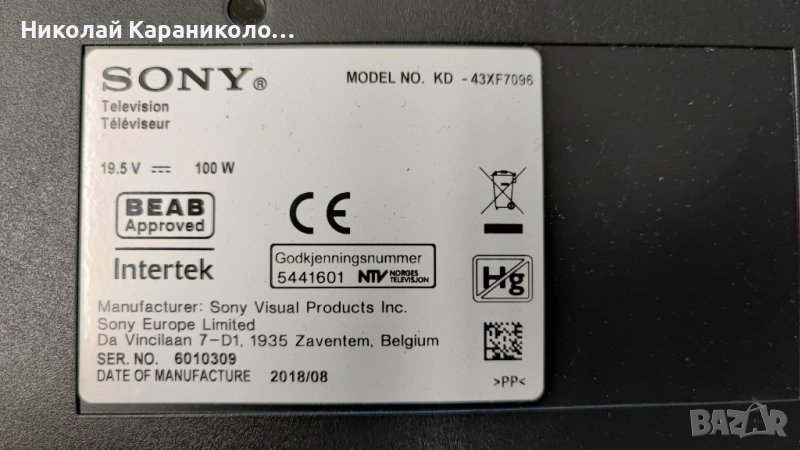 Николай Караниколо...
SONY®
MODEL NO. KD - 43XF7096
Television
Téléviseur
19.5 V ⎓ 100 W
BEAB
Approved
CE
Intertek
Godkjenningsnummer
5441601 NTV NORGES
TELEVISJON
Hg
Manufacturer: Sony Visual Products Inc.
Sony Europe Limited
Da Vincilaan 7-D1, 1935 Zaventem, Belgium
SER. NO. 6010309
DATE OF MANUFACTURE 2018/08
>PP<
BAZAR